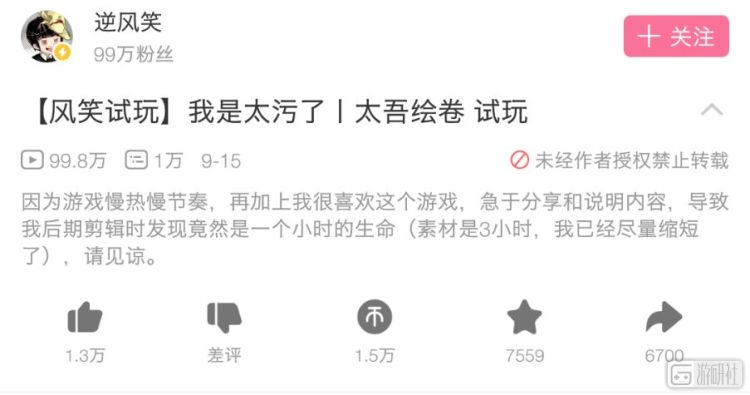 逆风笑
99万粉丝
关注
【风笑试玩】我是太污了丨太吾绘卷 试玩
99.8万 1万 9-15 未经作者授权禁止转载
因为游戏慢热慢节奏，再加上我很喜欢这个游戏，急于分享和说明内容，导致
我后期剪辑时发现竟然是一个小时的生命（素材是3小时，我已经尽量缩短
了），请见谅。
1.3万 差评 1.5万 7559 6700
游研社